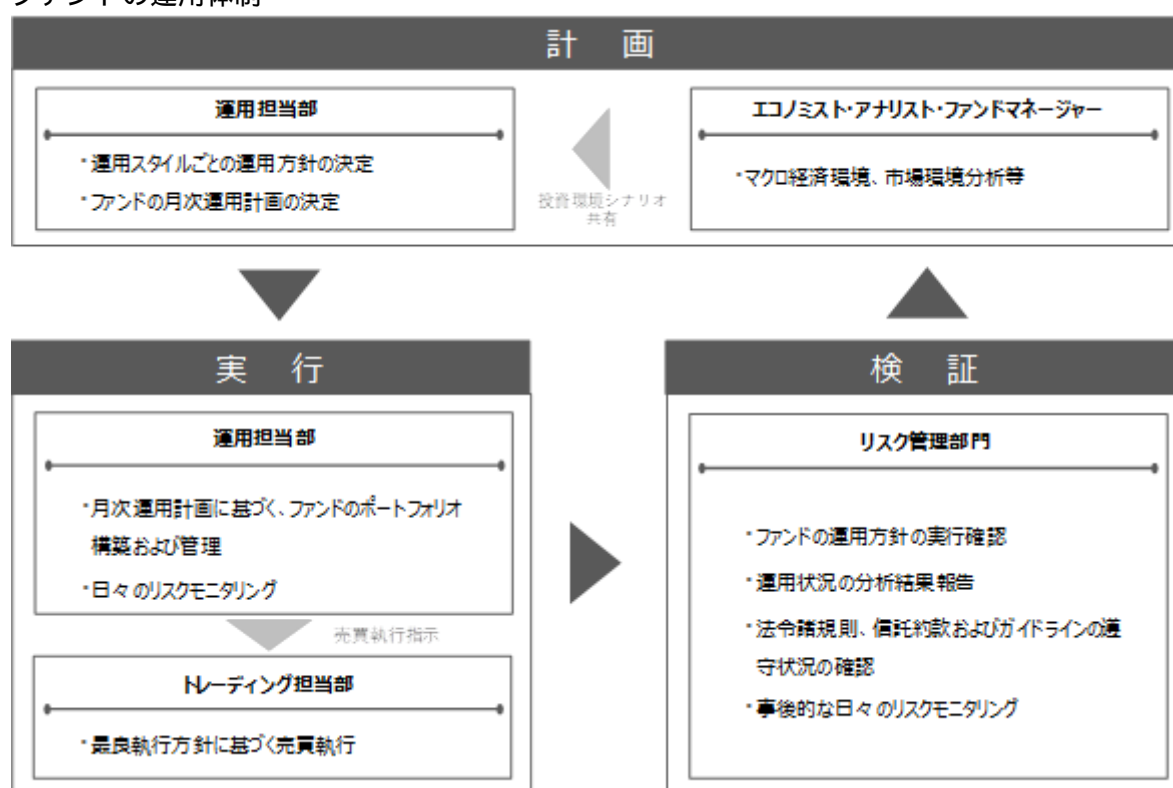 ファンドの運用体制
計 画
運用担当部
・運用スタイルごとの運用方針の決定
・ファンドの月次運用計画の決定
投資環境シナリオ
共有
エコノミスト・アナリスト・ファンドマネージャー
・マクロ経済環境、市場環境分析等
実 行
運用担当部
・月次運用計画に基づく、ファンドのポートフォリオ
構築および管理
・日々のリスクモニタリング
売買執行指示
トレーディング担当部
・最良執行方針に基づく売買執行
検 証
リスク管理部門
・ファンドの運用方針の実行確認
・運用状況の分析結果報告
・法令諸規則、信託約款およびガイドラインの遵
守状況の確認
・事後的な日々のリスクモニタリング